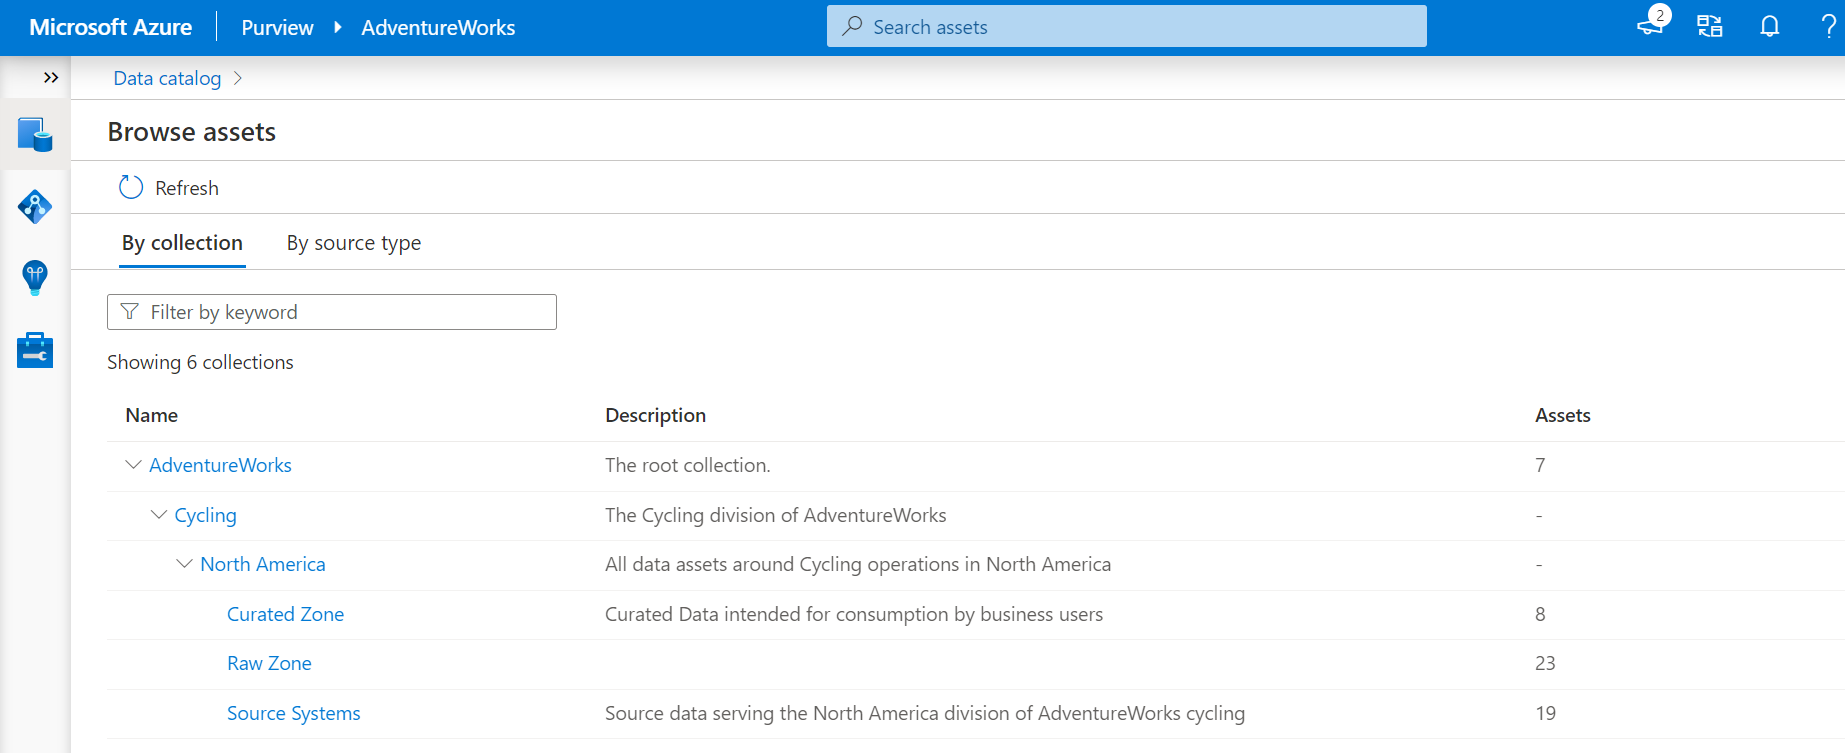 Microsoft Azure Purview AdventureWorks Search assets 2 ?
Data catalog
Browse assets
Refresh
By collection By source type
Filter by keyword
Showing 6 collections
Name Description Assets
AdventureWorks The root collection. 7
Cycling The Cycling division of AdventureWorks -
North America All data assets around Cycling operations in North America -
Curated Zone Curated Data intended for consumption by business users 8
Raw Zone 23
Source Systems Source data serving the North America division of AdventureWorks cycling 19